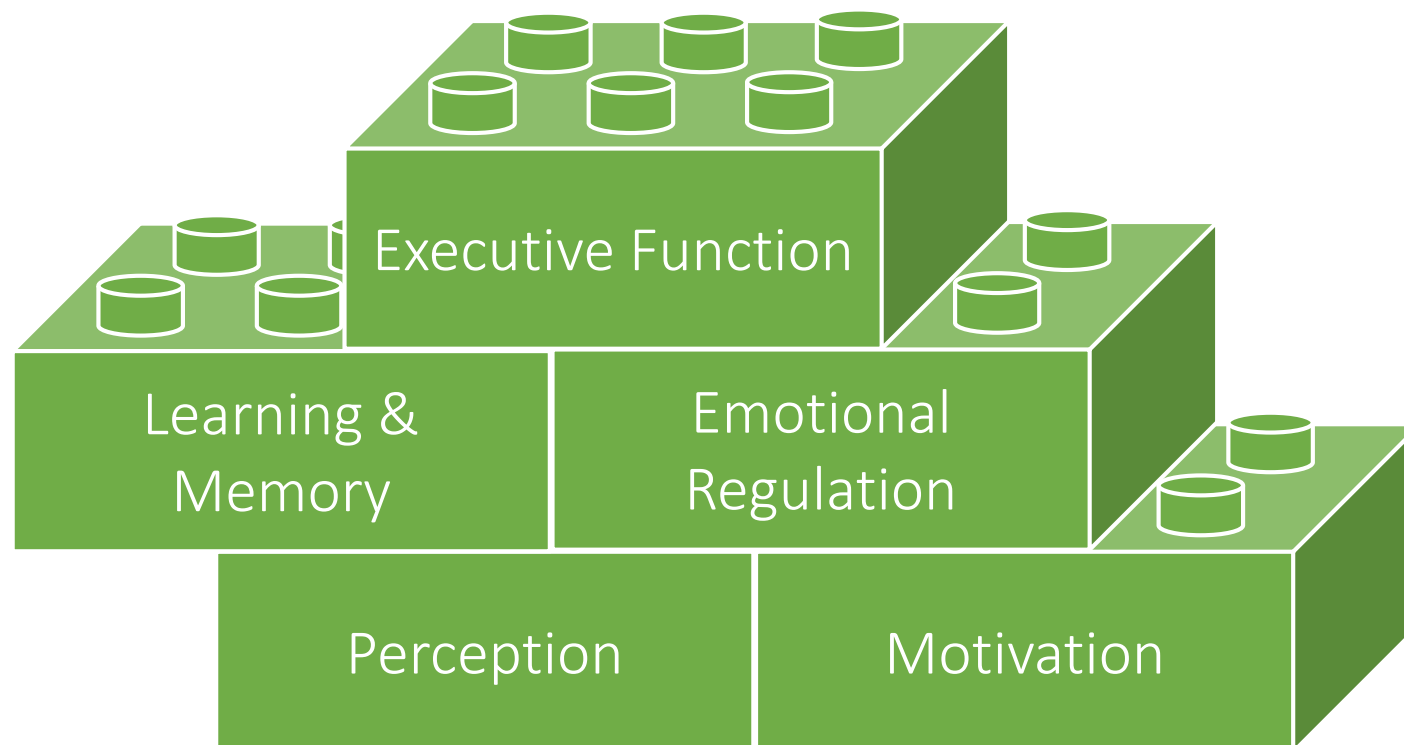 Executive Function
Learning &
Memory
Emotional
Regulation
Perception
Motivation